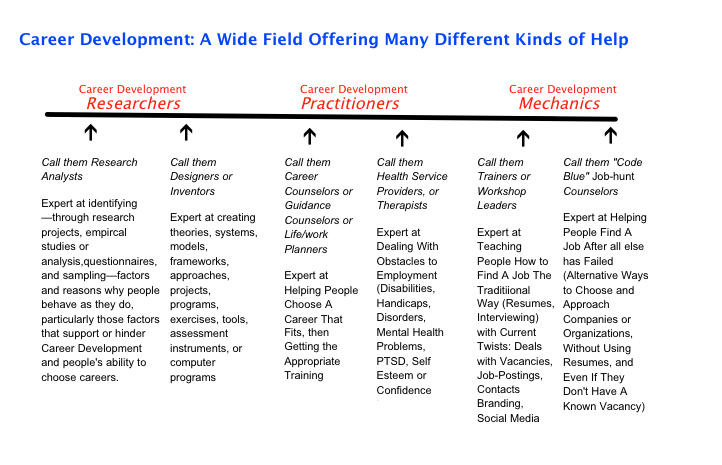 Career Development: A Wide Field Offering Many Different Kinds of Help
Career Development
Researchers
Career Development
Practitioners
Career Development
Mechanics
Call them Research
Analysts
Expert at identifying
—through research
projects, empircal
studies or
analysis,questionnaires,
and sampling—factors
and reasons why people
behave as they do,
particularly those factors
that support or hinder
Career Development
and people's ability to
choose careers.
Call them
Designers or
Inventors
Expert at creating
theories, systems,
models,
frameworks,
approaches,
projects,
programs,
exercises, tools,
assessment
instruments, or
computer
programs
Call them
Career
Counselors or
Guidance
Counselors or
Life/work
Planners
Expert at
Helping People
Choose A
Career That
Fits, then
Getting the
Appropriate
Training
Call them
Health Service
Providers, or
Therapists
Expert at
Dealing With
Obstacles to
Employment
(Disabilities,
Handicaps,
Disorders,
Mental Health
Problems,
PTSD, Self
Esteem or
Confidence
Call them
Trainers or
Workshop
Leaders
Expert at
Teaching
People How to
Find A Job The
Traditiional
Way (Resumes,
Interviewing)
with Current
Twists: Deals
with Vacancies,
Job-Postings,
Contacts
Branding,
Social Media
Call them "Code
Blue" Job-hunt
Counselors
Expert at Helping
People Find A
Job After all else
has Failed
(Alternative Ways
to Choose and
Approach
Companies or
Organizations,
Without Using
Resumes, and
Even If They
Don't Have A
Known Vacancy)